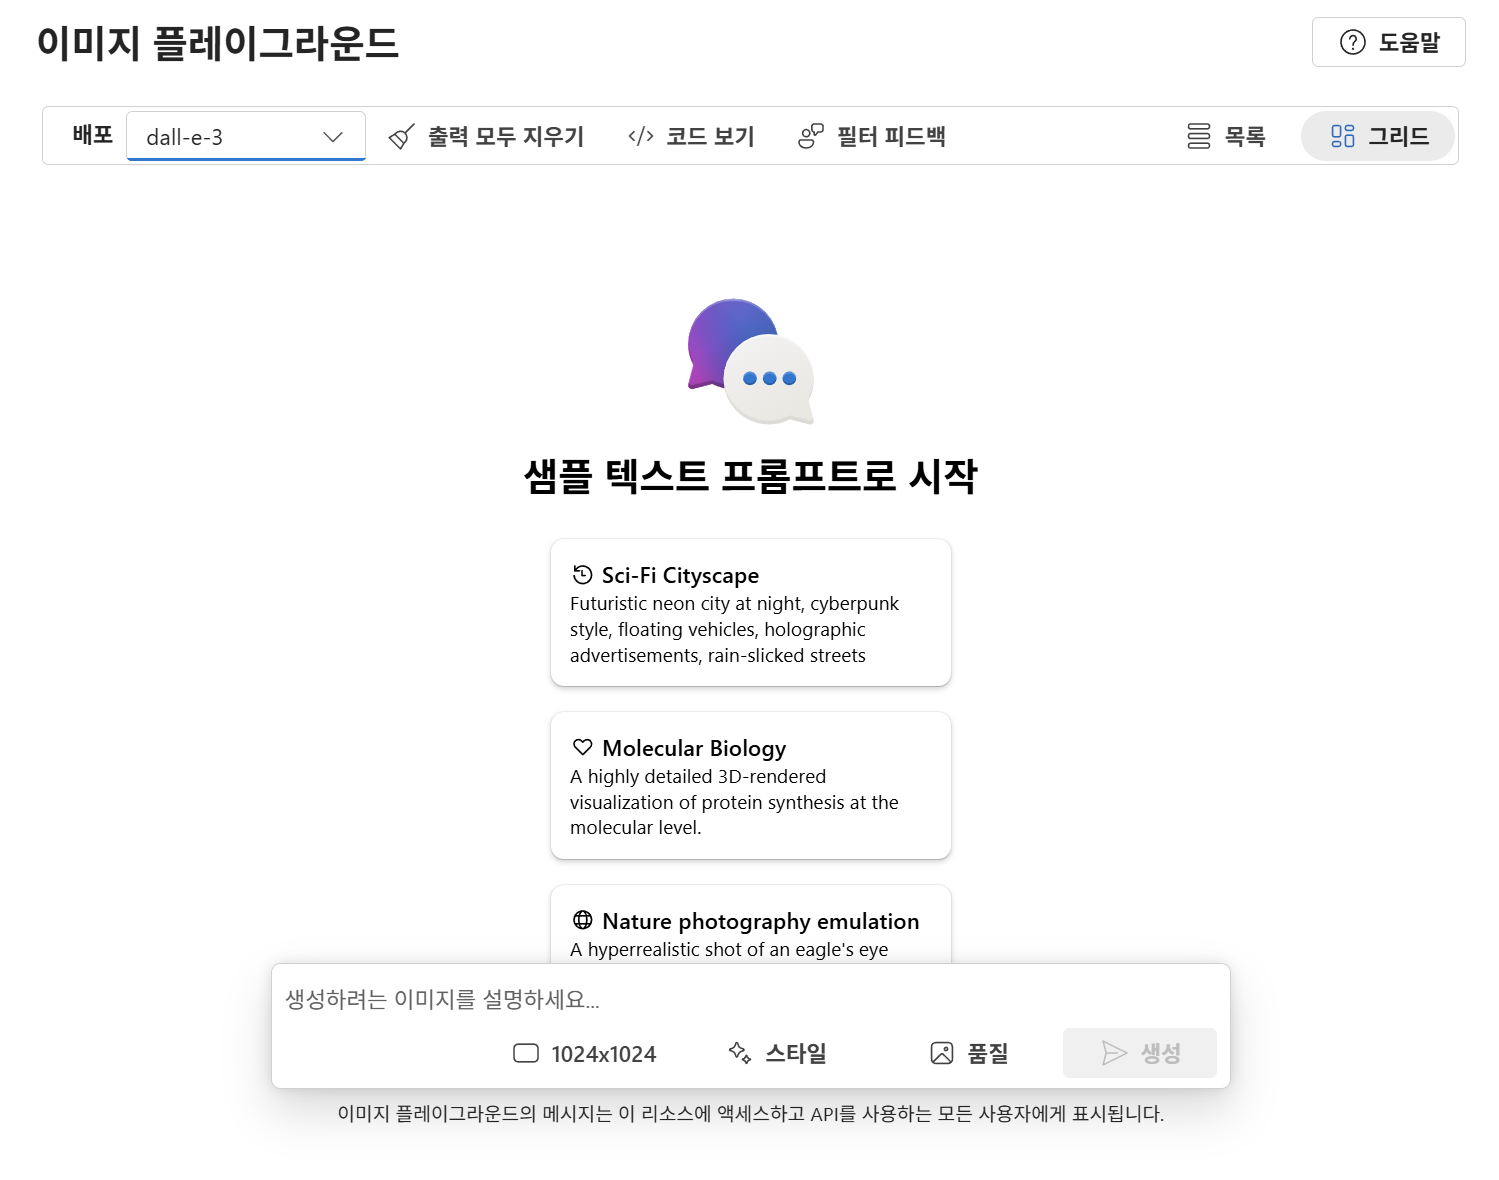 이미지 플레이그라운드
도움말
배포
dall-e-3
출력 모두 지우기
코드 보기
필터 피드백
목록
그리드
샘플 텍스트 프롬프트로 시작
Sci-Fi Cityscape
Futuristic neon city at night, cyberpunk
style, floating vehicles, holographic
advertisements, rain-slicked streets
Molecular Biology
A highly detailed 3D-rendered
visualization of protein synthesis at the
molecular level.
Nature photography emulation
A hyperrealistic shot of an eagle's eye
생성하려는 이미지를 설명하세요...
1024x1024
스타일
품질
생성
이미지 플레이그라운드의 메시지는 이 리소스에 액세스하고 API를 사용하는 모든 사용자에게 표시됩니다.